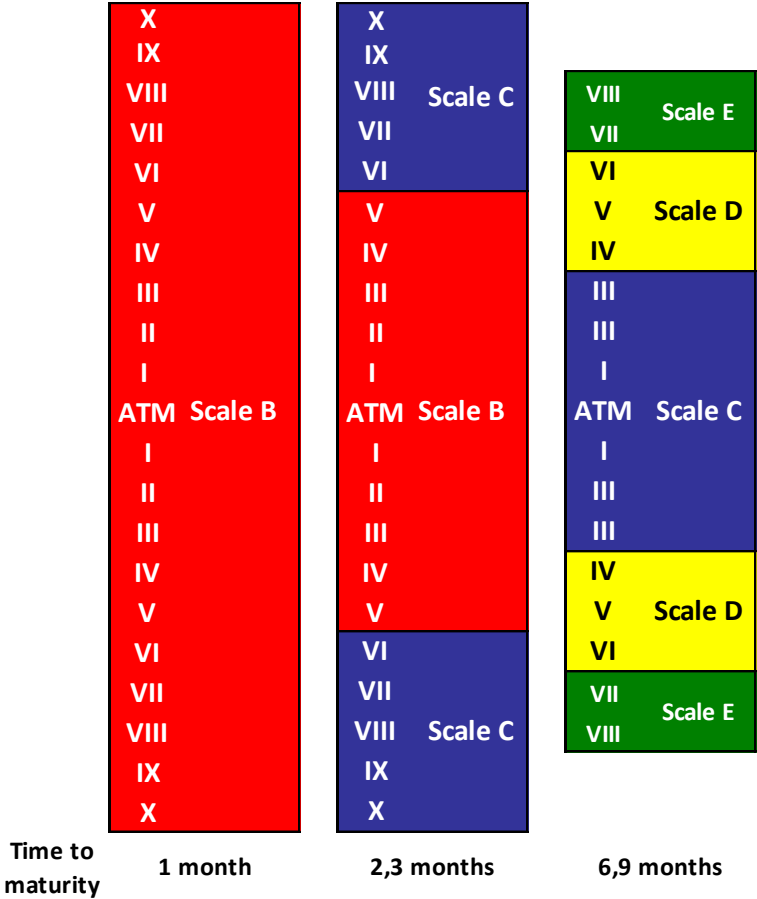 X
IX
VIII
VII
VI
V
IV
III
II
I
ATM Scale B
I
II
III
IV
V
VI
VII
VIII
IX
X
X
IX
VIII Scale C
VII
VI
V
IV
III
II
I
ATM Scale B
I
II
III
IV
V
VI
VII
VIII Scale C
IX
X
VIII
Scale E
VII
VI
V Scale D
IV
III
III
I
ATM Scale C
I
III
III
IV
V Scale D
VI
VII
Scale E
VIII
Time to
maturity
1 month
2,3 months
6,9 months